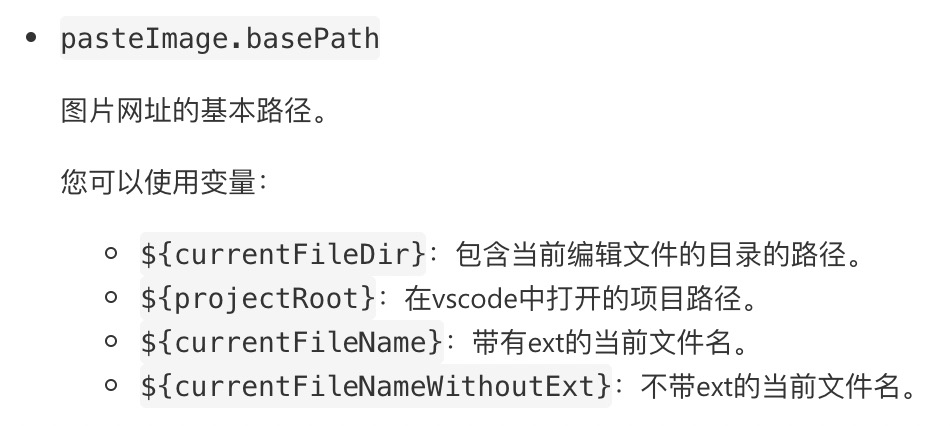 pasteImage.basePath
图片网址的基本路径。
您可以使用变量：
${currentFileDir}：包含当前编辑文件的目录的路径。
${projectRoot}：在vscode中打开的项目路径。
${currentFileName}：带有ext的当前文件名。
${currentFileNameWithoutExt}：不带ext的当前文件名。